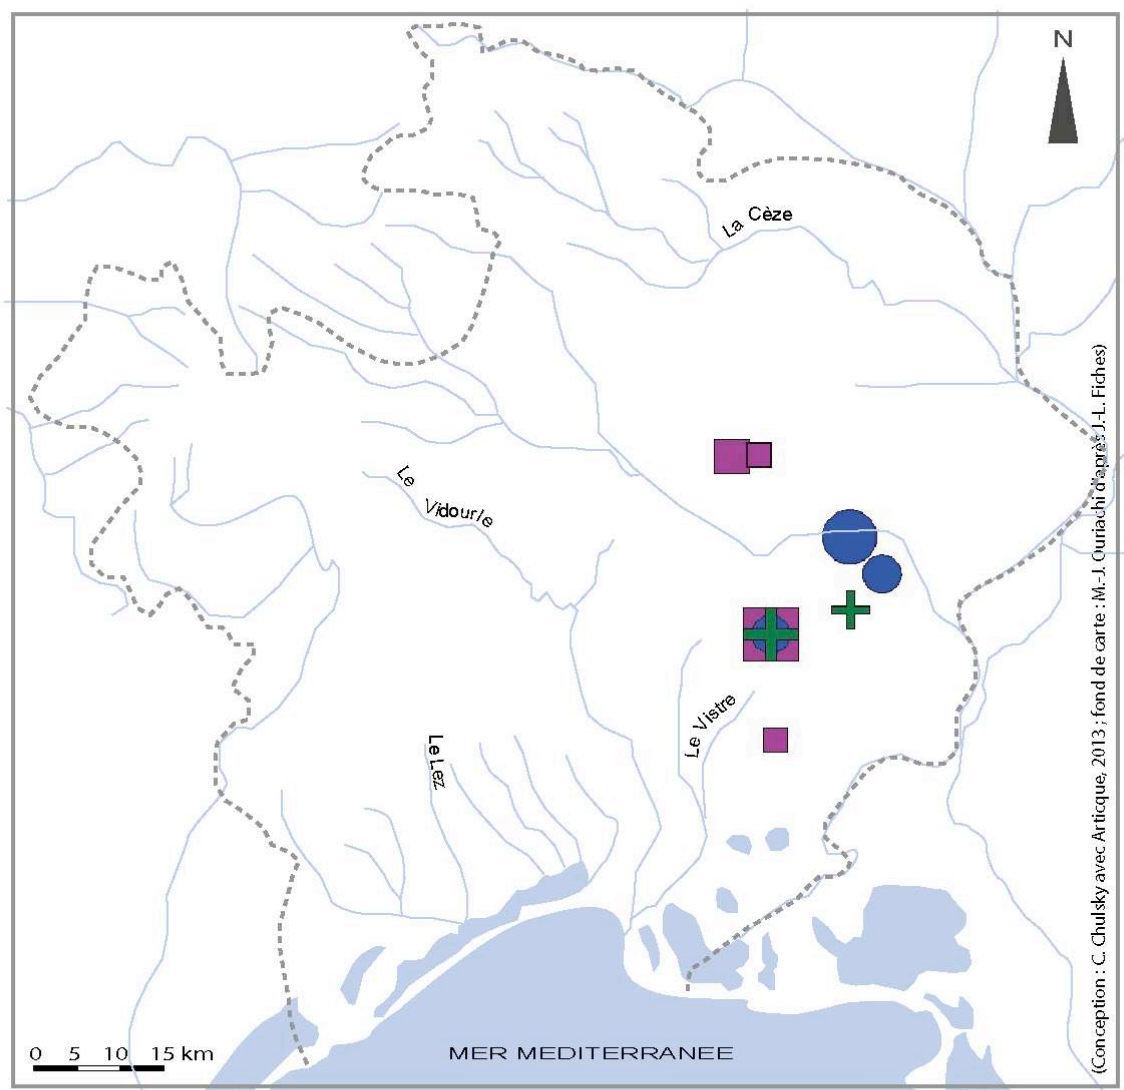 N
La Cèze
Le Vidourle
Le Vistre
Le Lez
0 5 10 15 km
MER MEDITERRANEE
(Conception : C. Chulsky avec Articque, 2013 ; fond de carte : M.-J. Ouriachi d'après J.-L. Fiches)